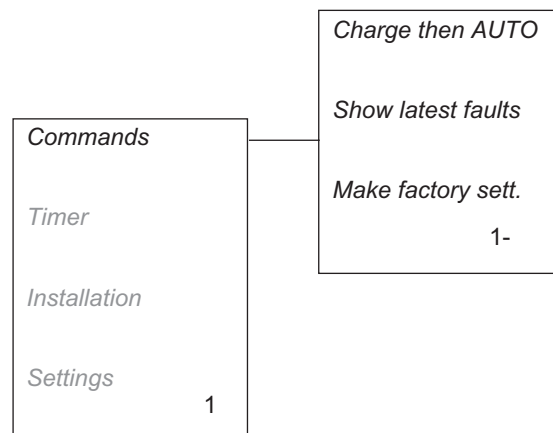 Commands
Timer
Installation
Settings
1
Charge then AUTO
Show latest faults
Make factory sett.
1-